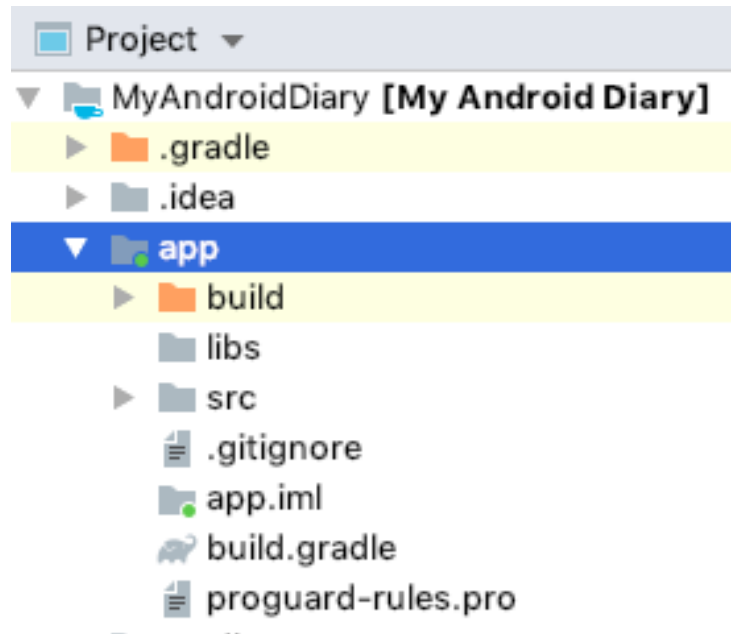 Project
MyAndroidDiary [My Android Diary]
.gradle
.idea
app
build
libs
src
.gitignore
app.iml
build.gradle
proguard-rules.pro